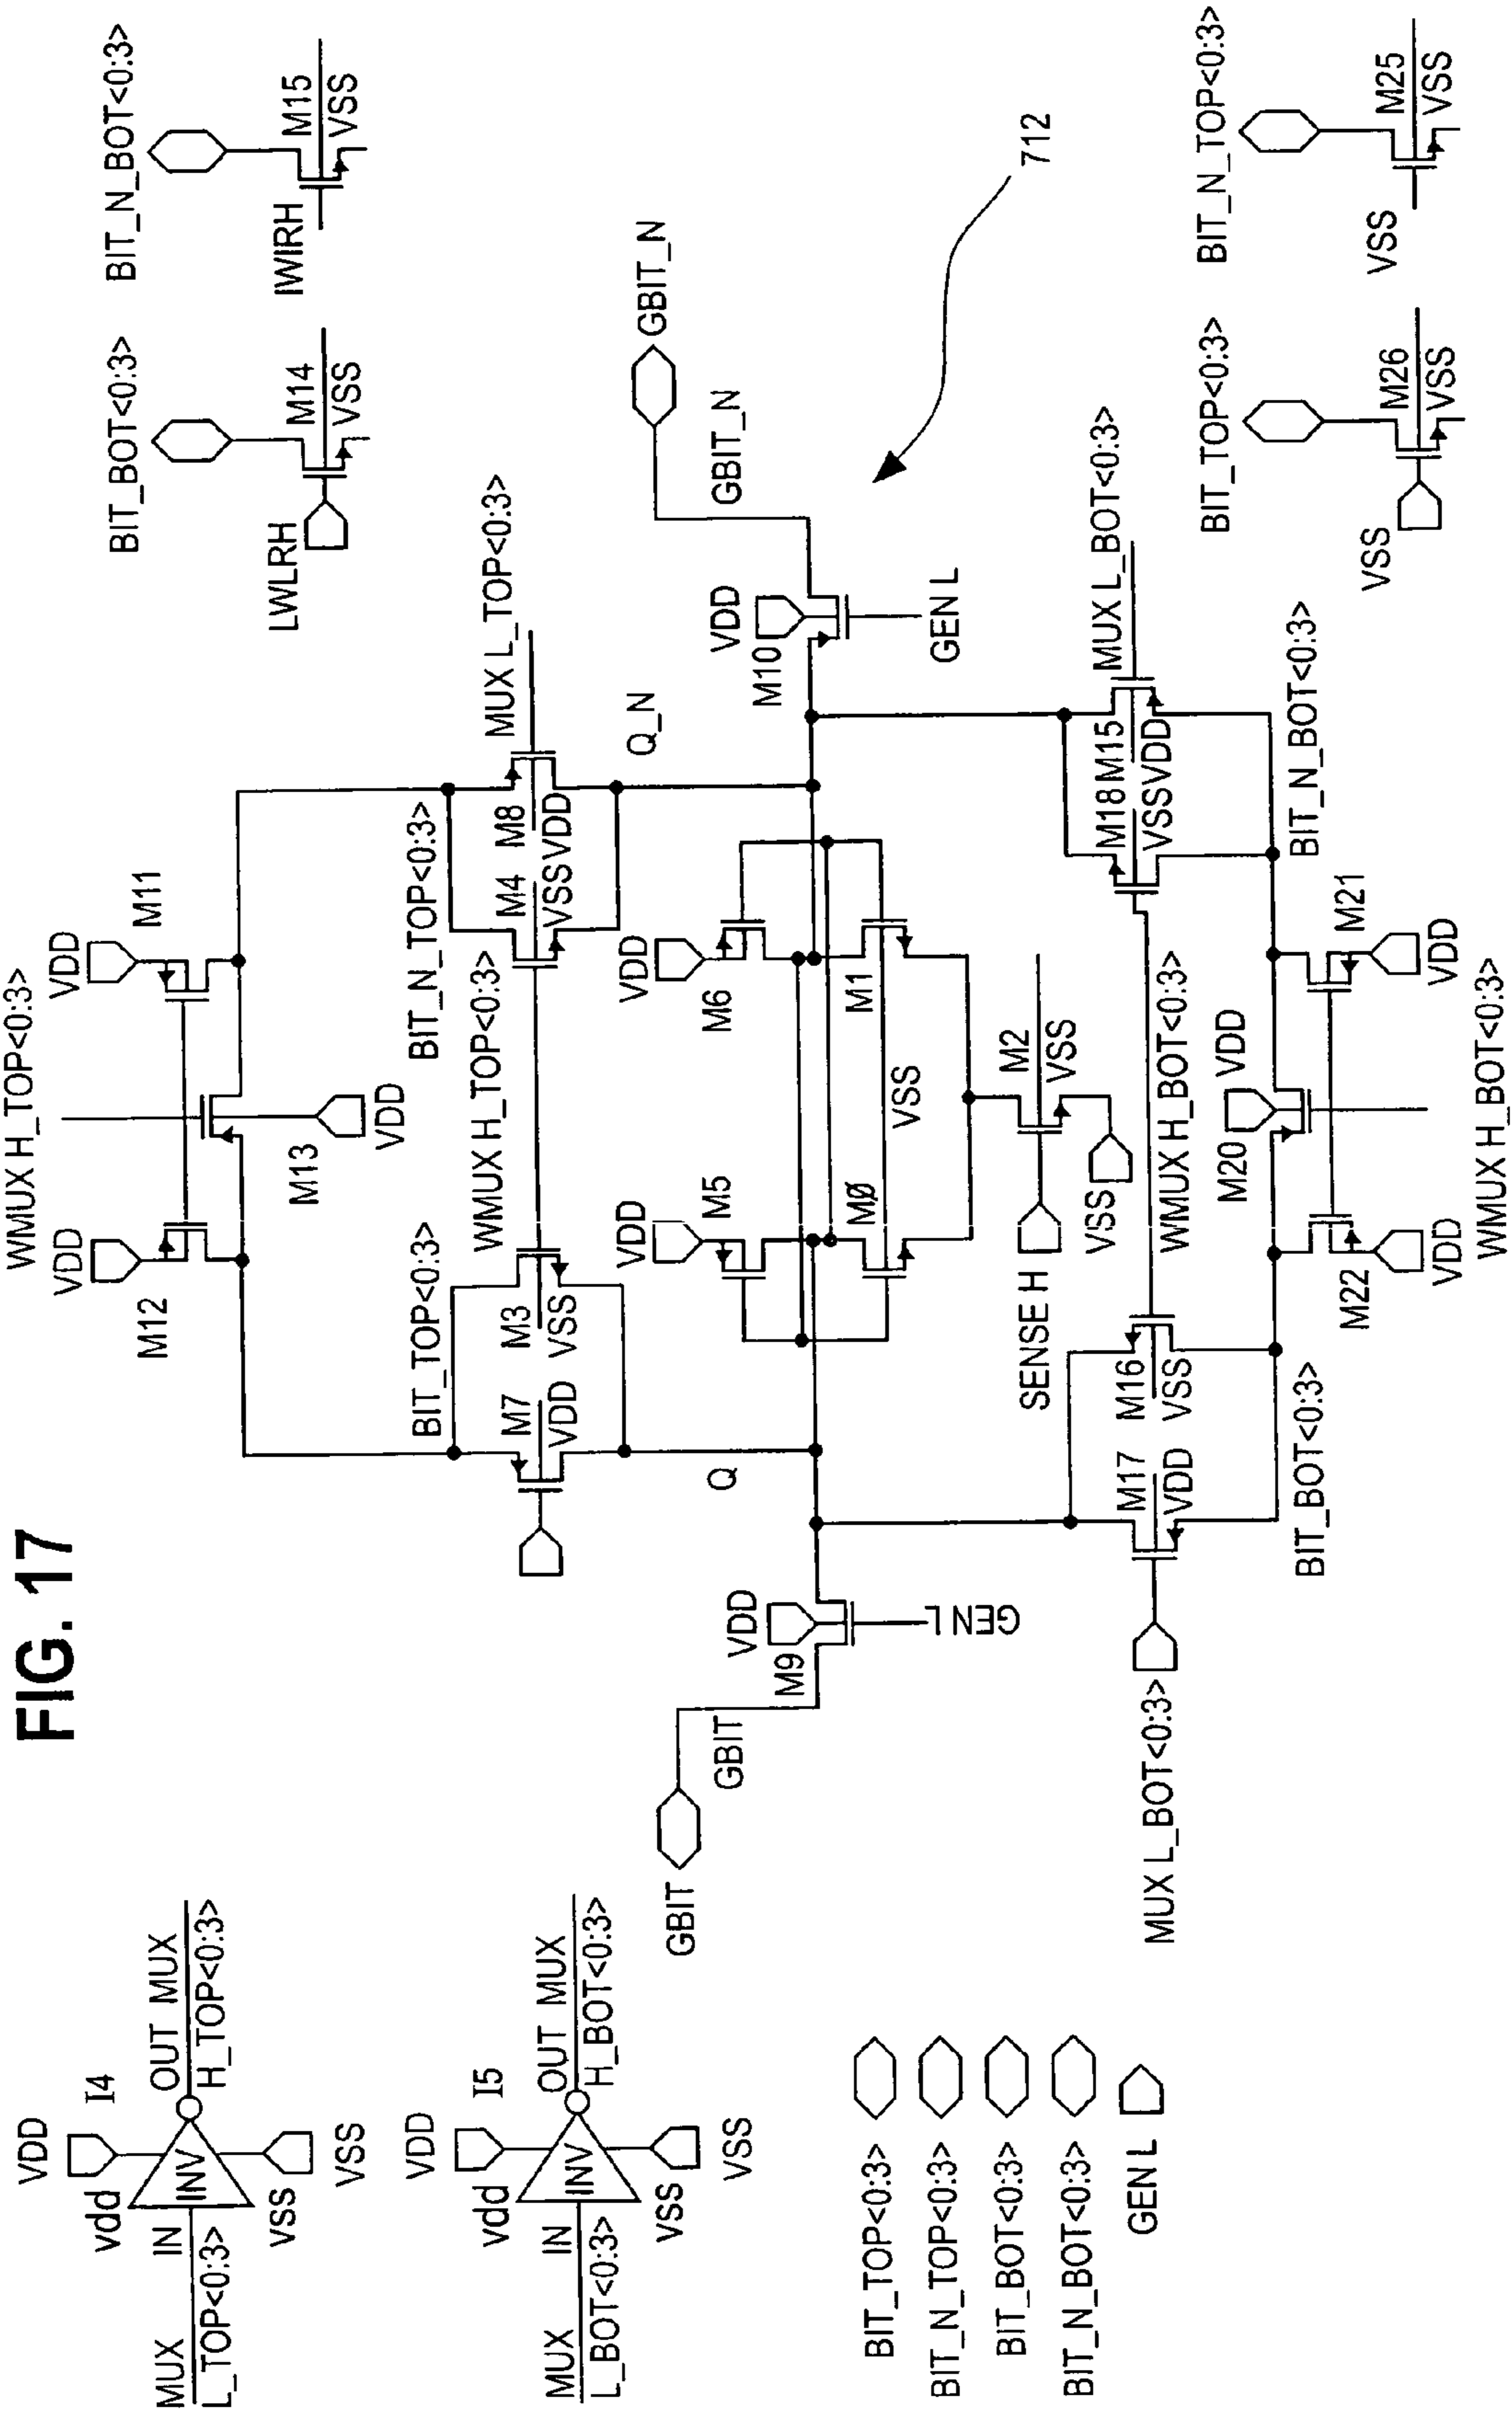 FIG. 17
MUX
L_TOP<0:3>
IN
vdd
VDD
I4
INV
VSS
VSS
OUT MUX
H_TOP<0:3>
MUX
L_BOT<0:3>
IN
vdd
VDD
I5
INV
VSS
VSS
OUT MUX
H_BOT<0:3>
BIT_TOP<0:3>
BIT_N_TOP<0:3>
BIT_BOT<0:3>
BIT_N_BOT<0:3>
GEN L
WMUX H_TOP<0:3>
VDD
M12
M13
VDD
VDD
M11
BIT_TOP<0:3>
M7
VDD
M3
VSS
WMUX H_TOP<0:3>
BIT_N_TOP<0:3>
M4
M8
VSS
VDD
MUX L_TOP<0:3>
Q
Q_N
GBIT
GBIT
VDD
M9
GEN L
VDD
M5
VDD
M6
MØ
VSS
M1
SENSE H
M2
VSS
VSS
VDD
M10
GEN L
GBIT_N
GBIT_N
712
MUX L_BOT<0:3>
M17
VDD
M16
VSS
WMUX H_BOT<0:3>
M18
M15
VSS
VDD
MUX L_BOT<0:3>
BIT_BOT<0:3>
BIT_N_BOT<0:3>
M22
VDD
M20
VDD
M21
VDD
WMUX H_BOT<0:3>
BIT_BOT<0:3>
LWLRH
M14
VSS
BIT_N_BOT<0:3>
IWIRH
M15
VSS
BIT_TOP<0:3>
VSS
M26
VSS
BIT_N_TOP<0:3>
VSS
M25
VSS